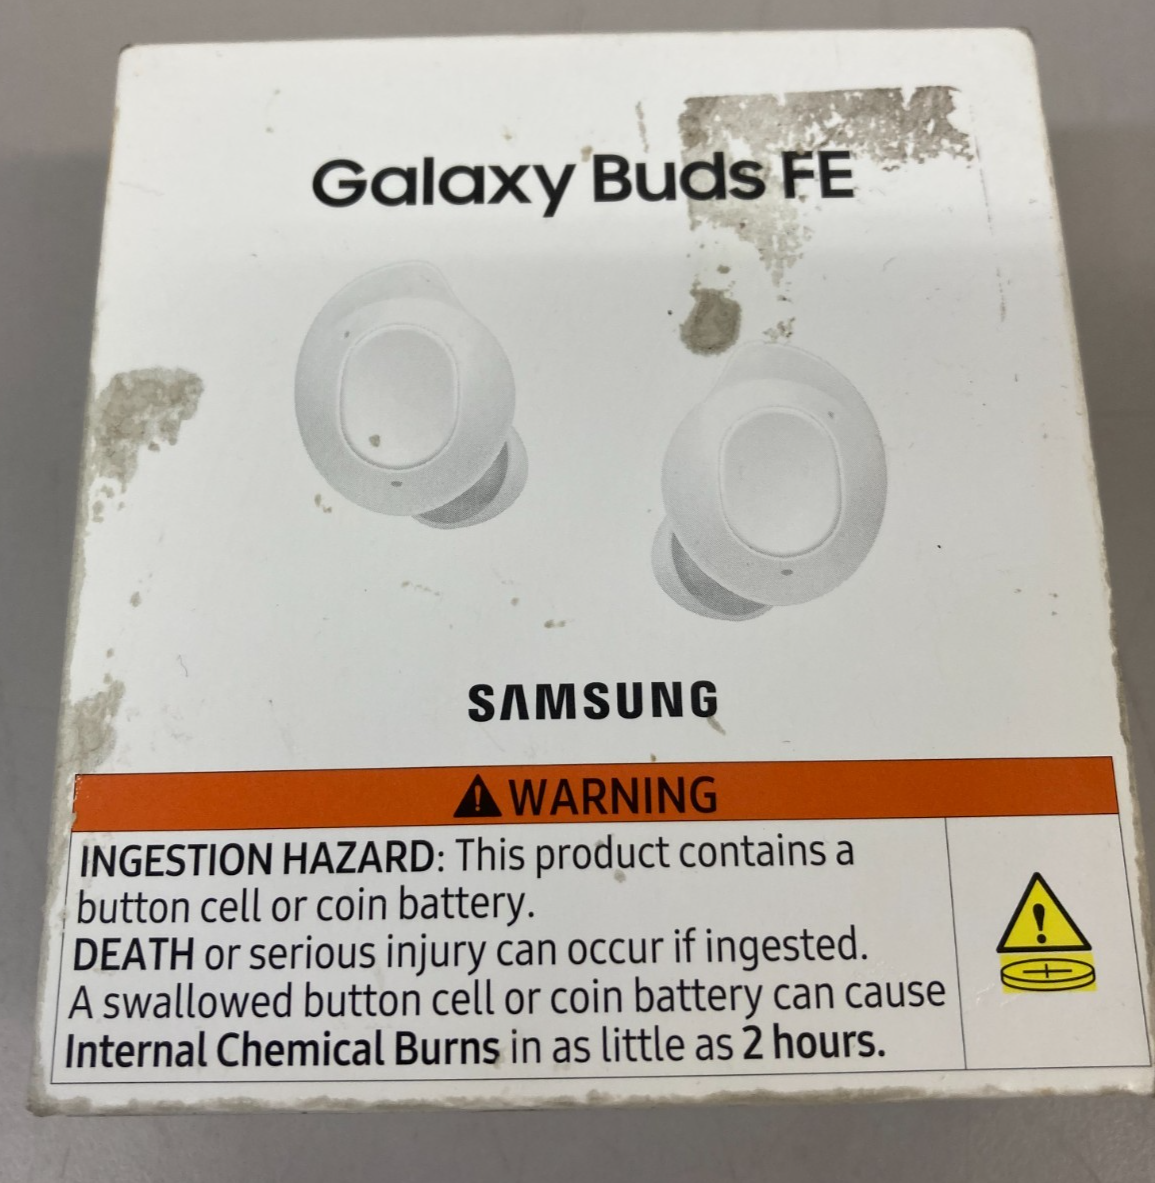 Galaxy Buds FE
SAMSUNG
WARNING
INGESTION HAZARD: This product contains a
button cell or coin battery.
DEATH or serious injury can occur if ingested.
A swallowed button cell or coin battery can cause
Internal Chemical Burns in as little as 2 hours.